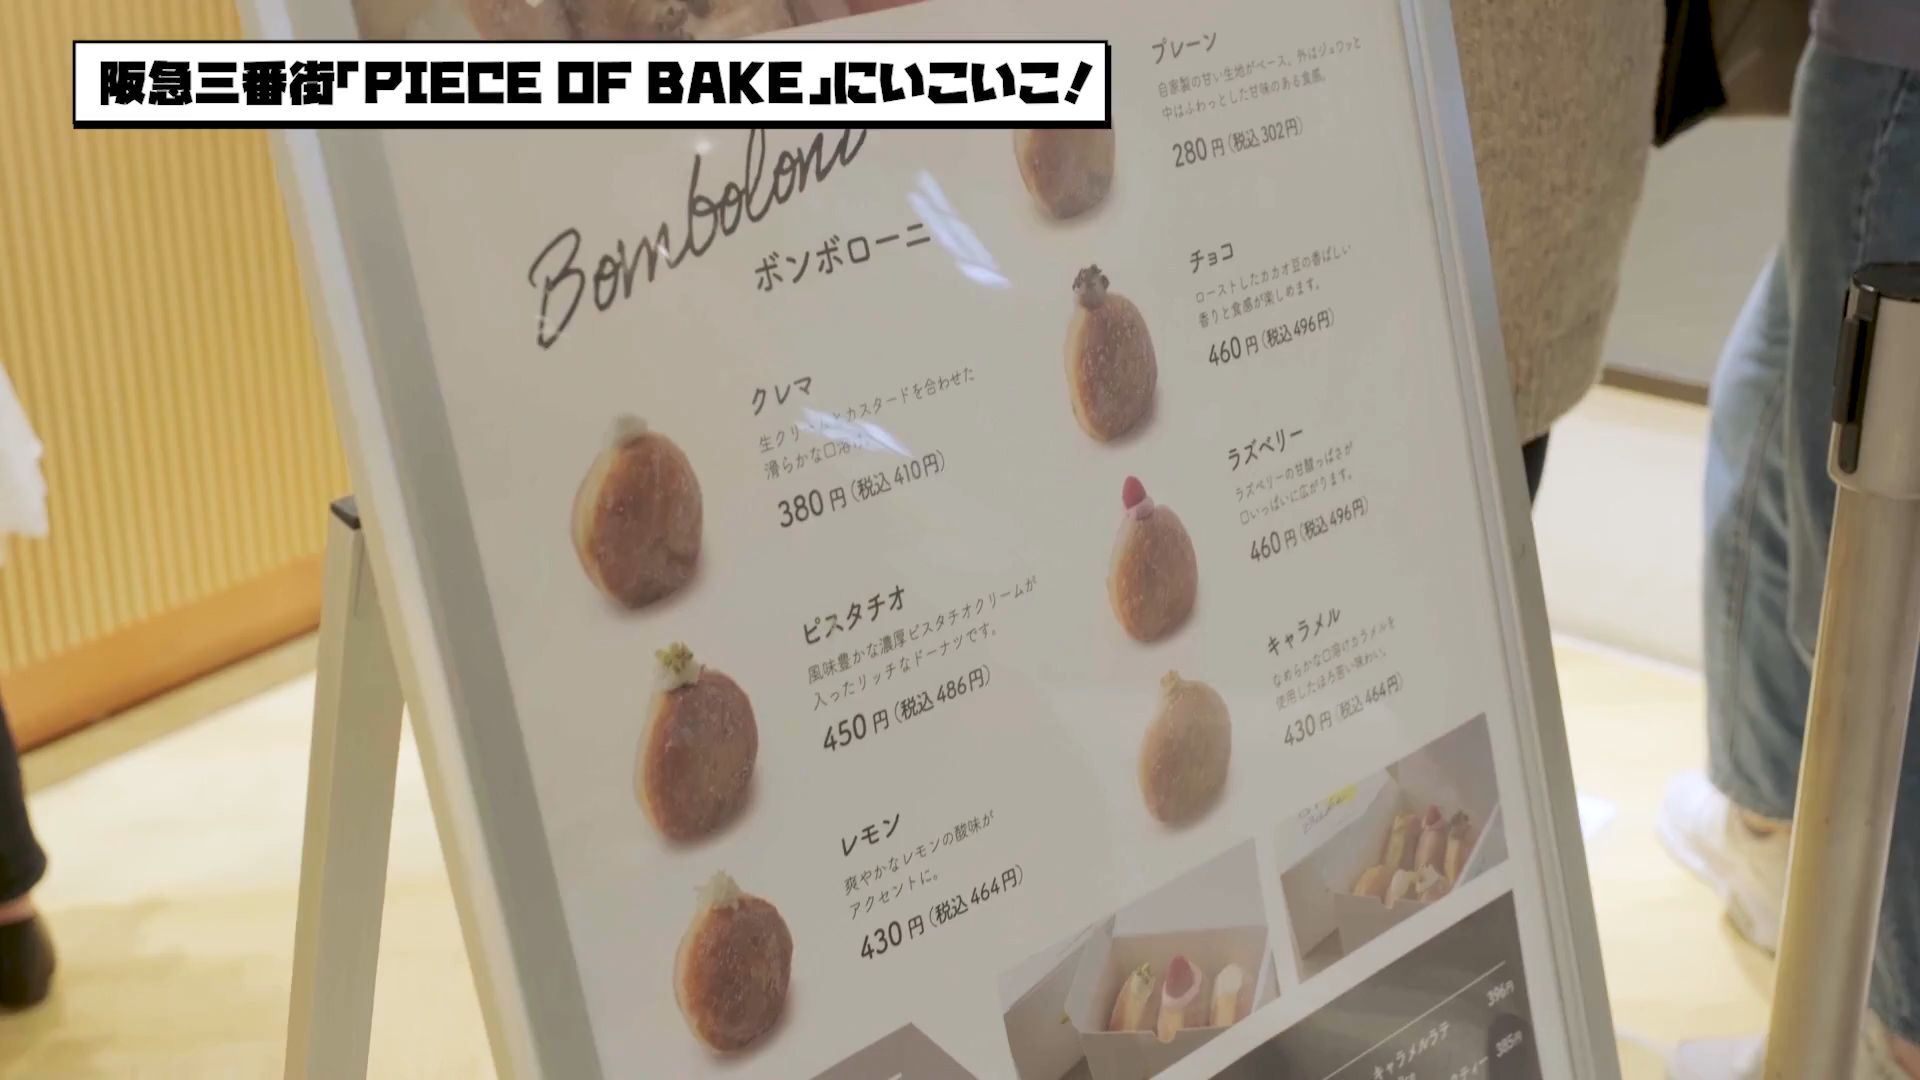 阪急三番街「PIECE OF BAKE」にいこいこ!
Bomboloni
ボンボローニ
クレマ
生クリームとカスタードを合わせた
滑らかな口溶け。
380円(税込410円)
ピスタチオ
風味豊かな濃厚ピスタチオクリームが
入ったリッチなドーナツです。
450円(税込486円)
レモン
爽やかなレモンの酸味が
アクセントに。
430円(税込464円)
プレーン
自家製の甘い生地がベース。外はジュワッと
中はふわっとした甘味のある食感。
280円(税込302円)
チョコ
ローストしたカカオ豆の香ばしい
香りと食感が楽しめます。
460円(税込496円)
ラズベリー
ラズベリーの甘酸っぱさが
口いっぱいに広がります。
460円(税込496円)
キャラメル
なめらかな口溶けカラメルを
使用したほろ苦い味わい。
430円(税込464円)
396円
キャラメルラテ
ティー 385円